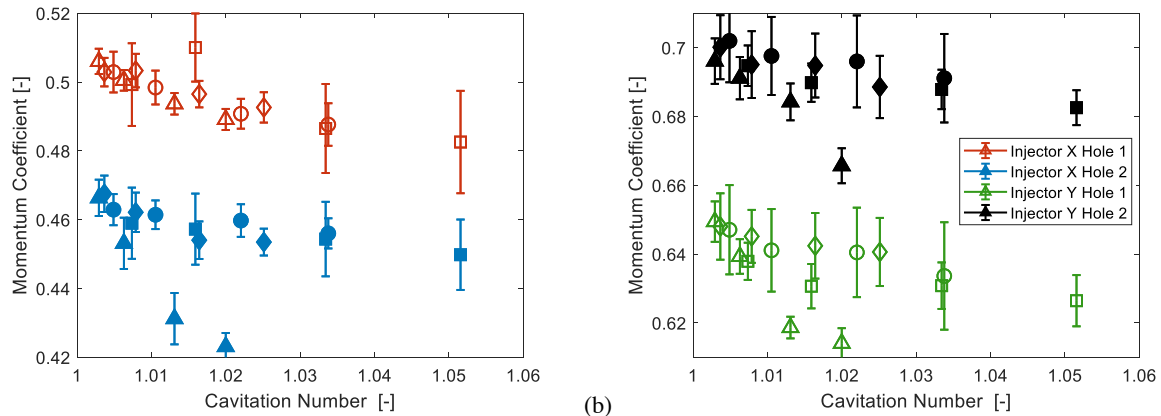 0.52
0.5
0.48
0.46
0.44
0.42
Momentum Coefficient [-]
1 1.01 1.02 1.03 1.04 1.05 1.06
Cavitation Number [-]
(b)
0.7
0.68
0.66
0.64
0.62
Momentum Coefficient [-]
Injector X Hole 1
Injector X Hole 2
Injector Y Hole 1
Injector Y Hole 2
1 1.01 1.02 1.03 1.04 1.05 1.06
Cavitation Number [-]